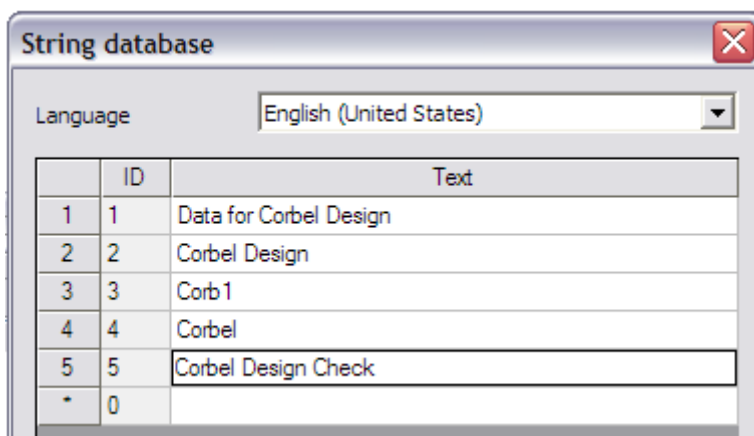 String database
Language English (United States)
ID Text
1 1 Data for Corbel Design
2 2 Corbel Design
3 3 Corb1
4 4 Corbel
5 5 Corbel Design Check
* 0